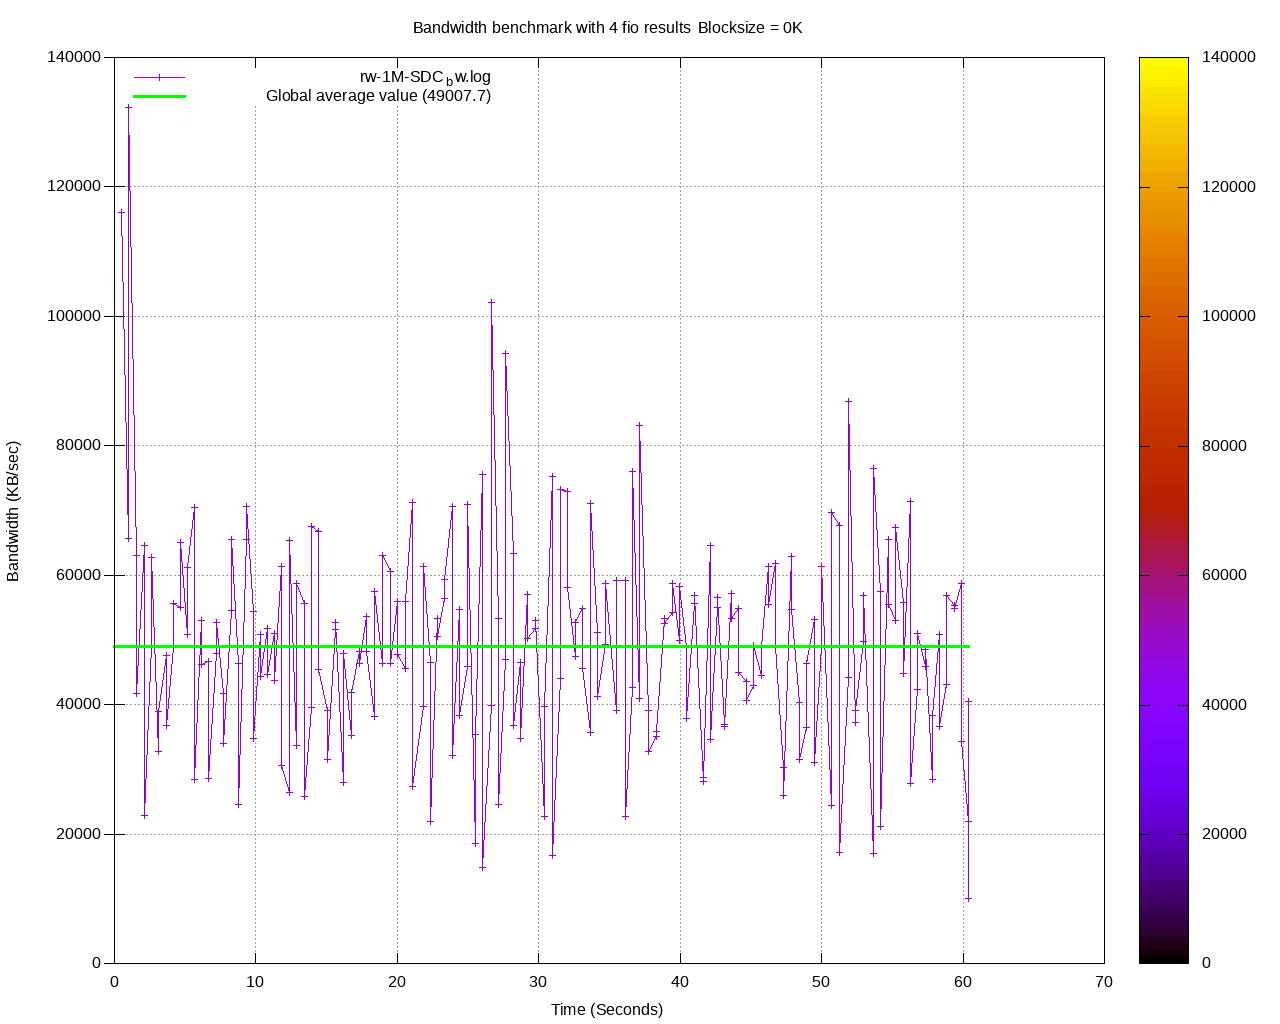 Bandwidth benchmark with 4 fio results Blocksize = 0K
rw-1M-SDC_bw.log
Global average value (49007.7)
Bandwidth (KB/sec)
140000
120000
100000
80000
60000
40000
20000
0
0 10 20 30 40 50 60 70
Time (Seconds)
140000
120000
100000
80000
60000
40000
20000
0